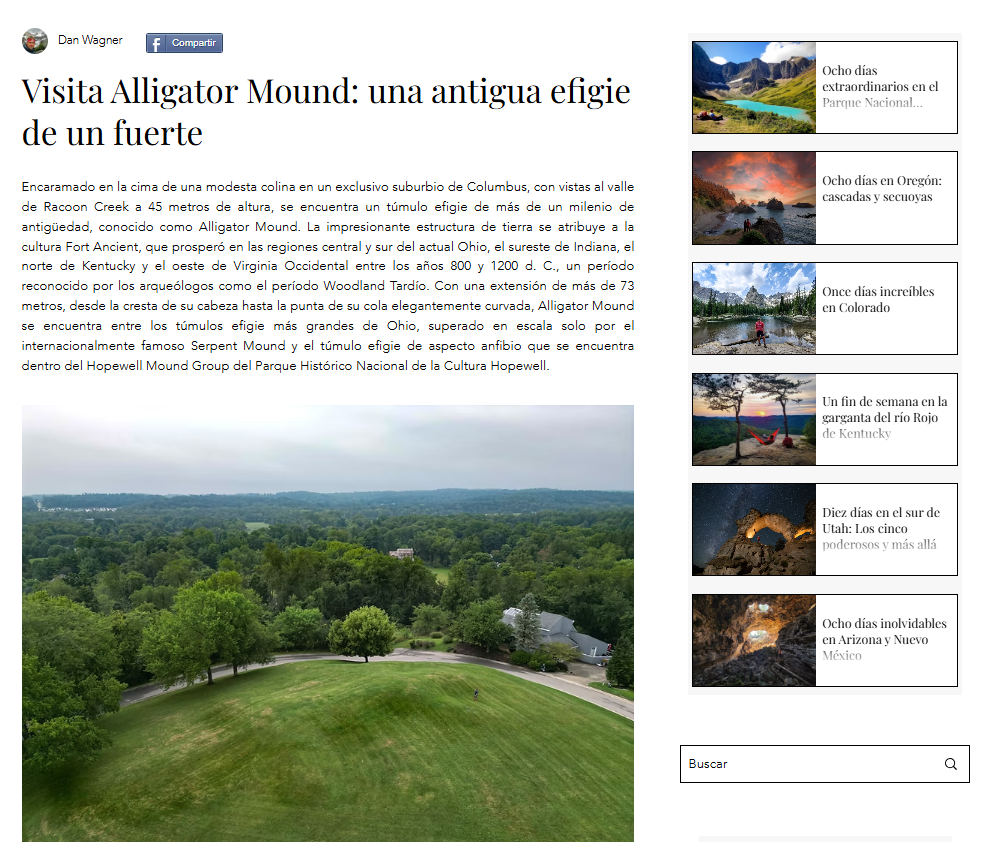 Dan Wagner
Compartir
Visita Alligator Mound: una antigua efigie
de un fuerte
Encaramado en la cima de una modesta colina en un exclusivo suburbio de Columbus, con vistas al valle
de Racoon Creek a 45 metros de altura, se encuentra un túmulo efigie de más de un milenio de
antigüedad, conocido como Alligator Mound. La impresionante estructura de tierra se atribuye a la
cultura Fort Ancient, que prosperó en las regiones central y sur del actual Ohio, el sureste de Indiana, el
norte de Kentucky y el oeste de Virginia Occidental entre los años 800 y 1200 d. C., un período
reconocido por los arqueólogos como el período Woodland Tardío. Con una extensión de más de 73
metros, desde la cresta de su cabeza hasta la punta de su cola elegantemente curvada, Alligator Mound
se encuentra entre los túmulos efigie más grandes de Ohio, superado en escala solo por el
internacionalmente famoso Serpent Mound y el túmulo efigie de aspecto anfibio que se encuentra
dentro del Hopewell Mound Group del Parque Histórico Nacional de la Cultura Hopewell.
Ocho días
extraordinarios en el
Parque Nacional...
Ocho días en Oregón:
cascadas y secuoyas
Once días increíbles
en Colorado
Un fin de semana en la
garganta del río Rojo
de Kentucky
Diez días en el sur de
Utah: Los cinco
poderosos y más allá
Ocho días inolvidables
en Arizona y Nuevo
México
Buscar